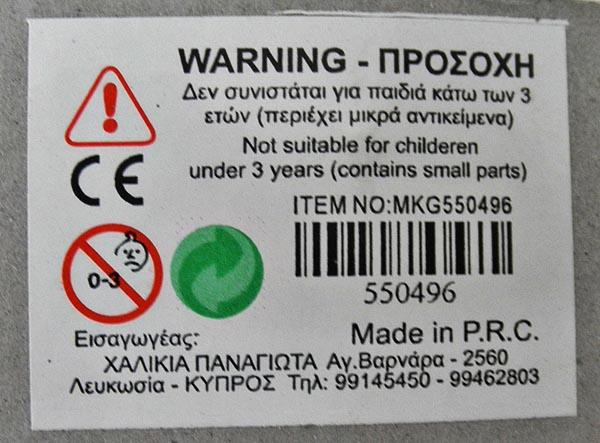 WARNING - ΠΡΟΣΟΧΗ
Δεν συνιστάται για παιδιά κάτω των 3
ετών (περιέχει μικρά αντικείμενα)
Not suitable for childeren
under 3 years (contains small parts)
CE
ITEM NO:MKG550496
0-3
550496
Εισαγωγέας:
Made in P.R.C.
ΧΑΛΙΚΙΑ ΠΑΝΑΓΙΩΤΑ Αγ.Βαρνάρα - 2560
Λευκωσία - ΚΥΠΡΟΣ Τηλ: 99145450 - 99462803